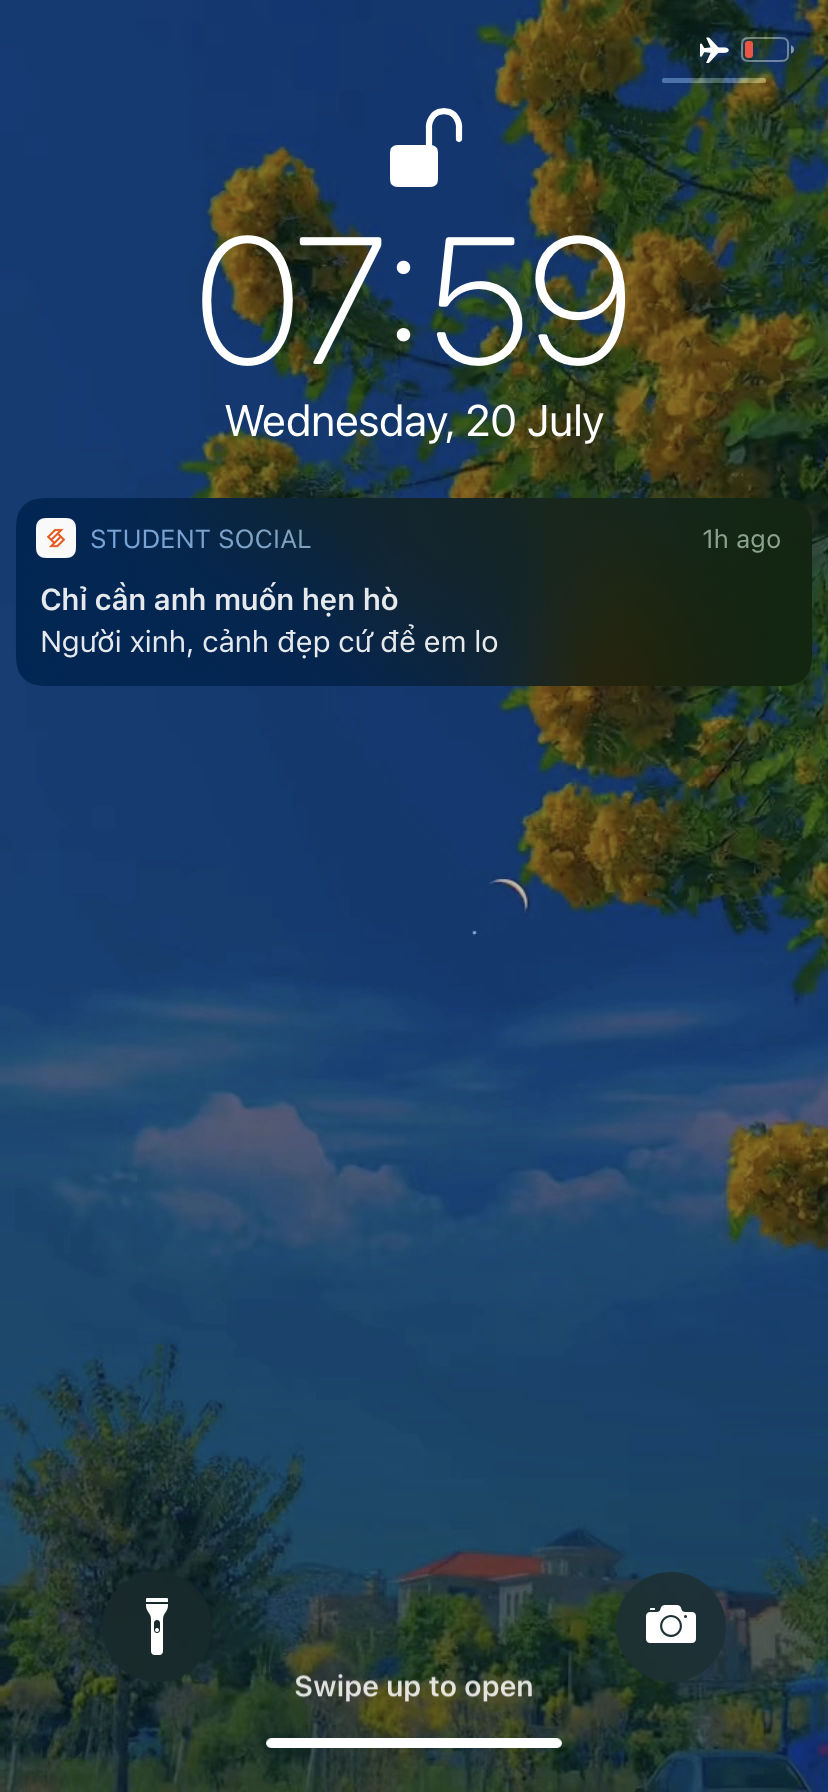 07:59
Wednesday, 20 July
STUDENT SOCIAL
1h ago
Chỉ cần anh muốn hẹn hò
Người xinh, cảnh đẹp cứ để em lo
Swipe up to open